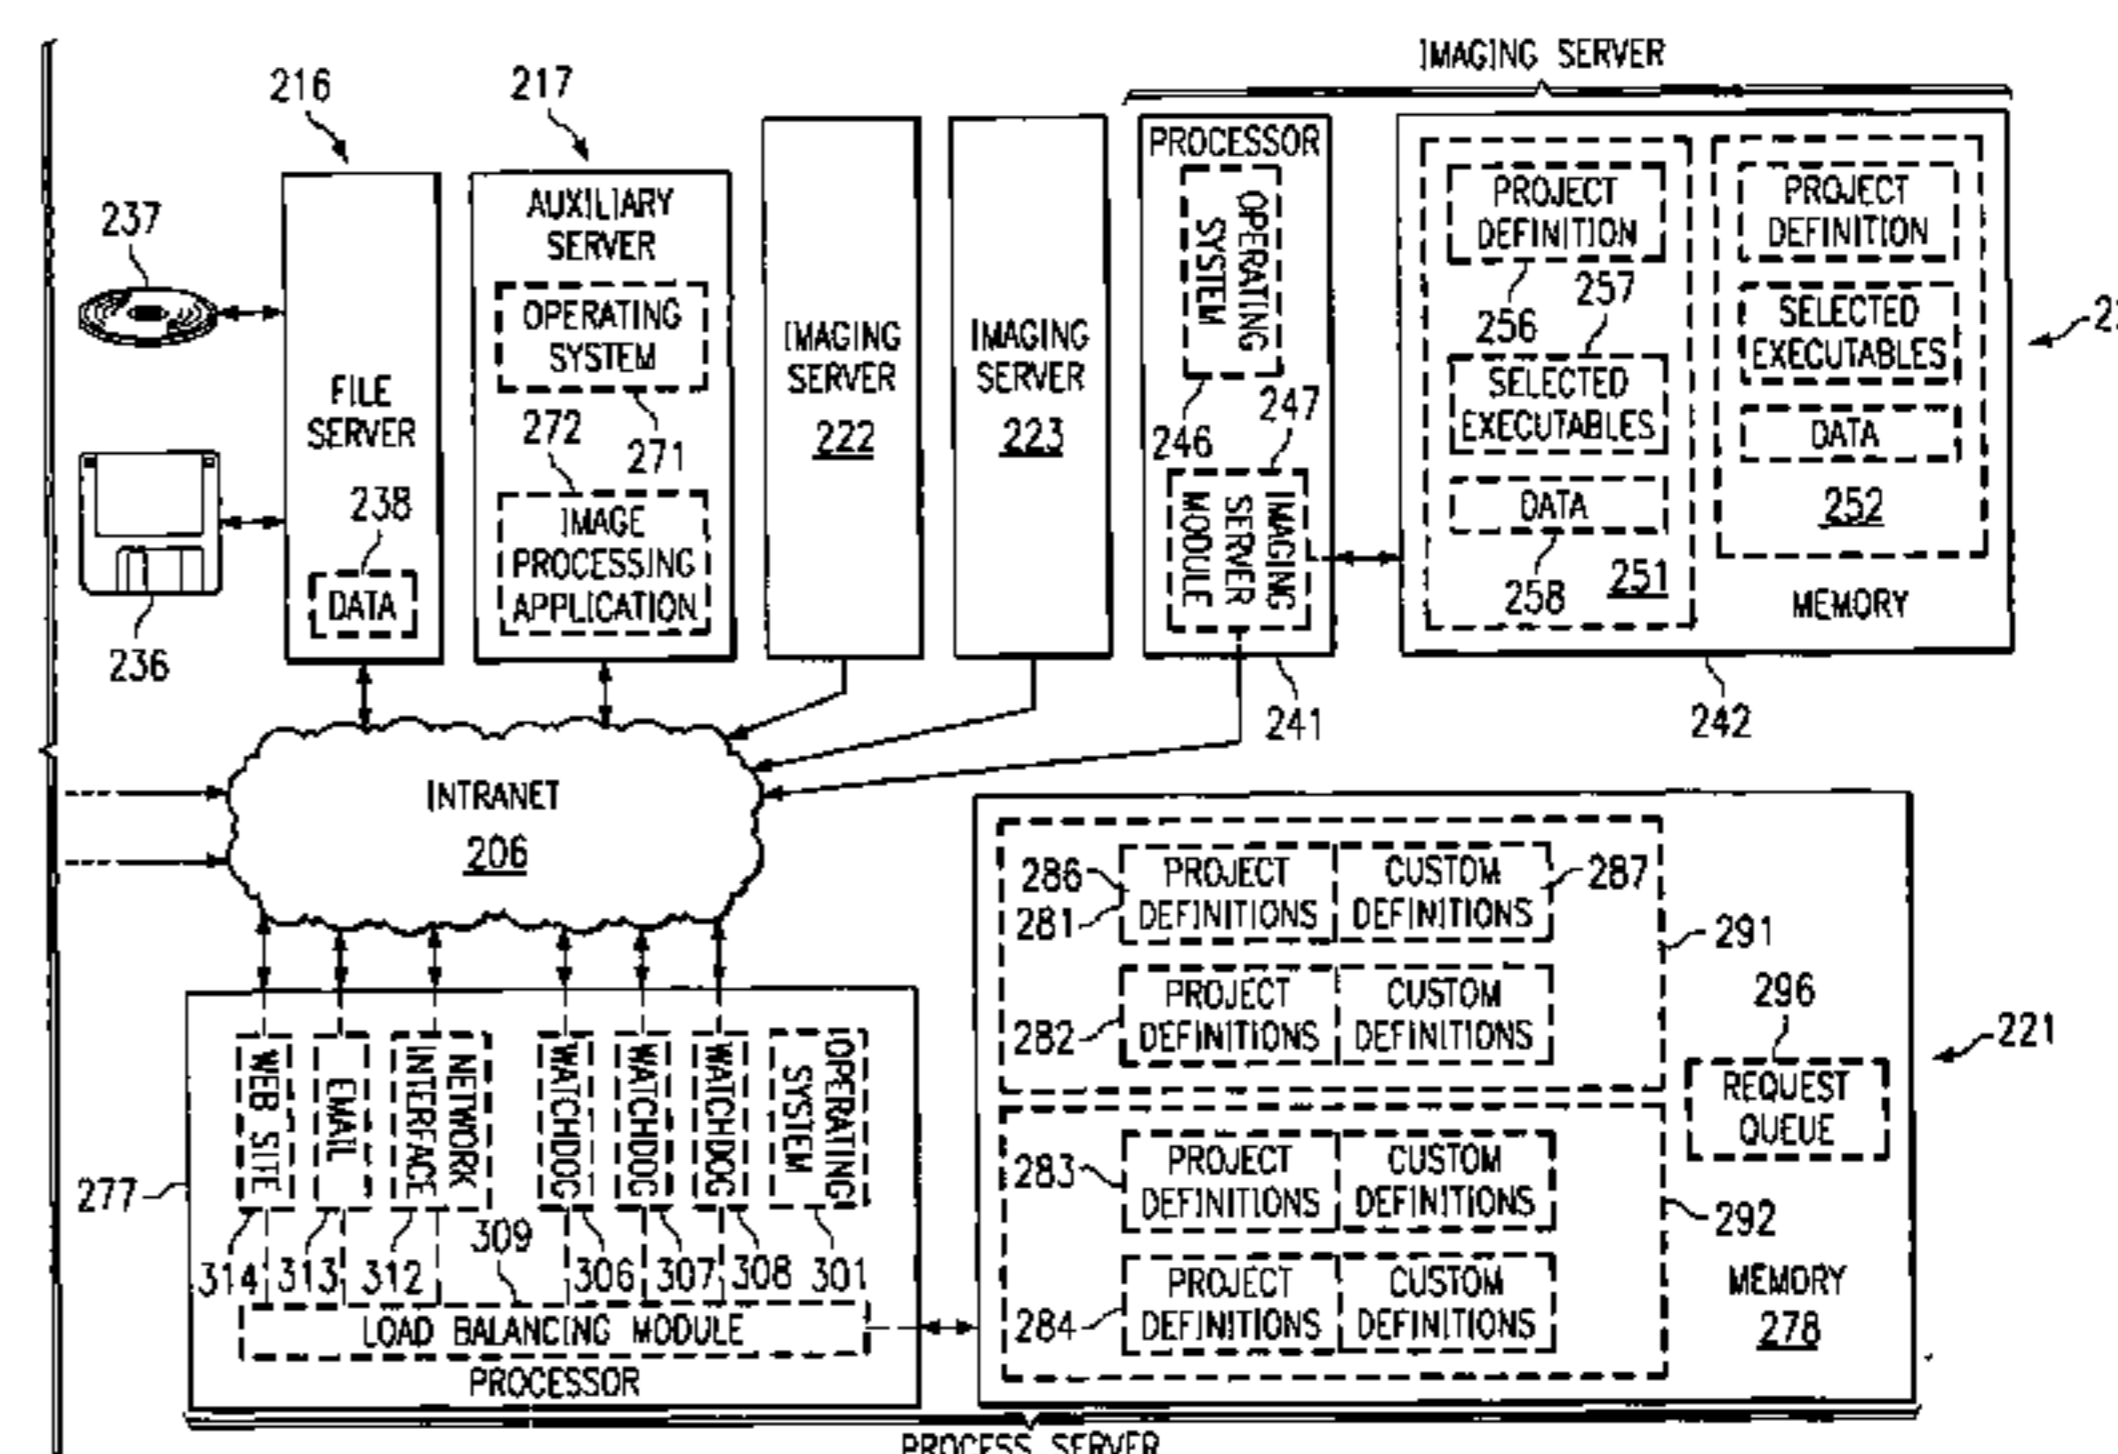 IMAGING SERVER
216
217
237
236
FILE
SERVER
238
DATA
AUXILIARY
SERVER
OPERATING
SYSTEM
272
271
IMAGE
PROCESSING
APPLICATION
IMAGING
SERVER
222
IMAGING
SERVER
223
PROCESSOR
OPERATING
SYSTEM
246
247
IMAGING
SERVER
MODULE
241
PROJECT
DEFINITION
256
257
SELECTED
EXECUTABLES
DATA
258
251
PROJECT
DEFINITION
SELECTED
EXECUTABLES
DATA
252
MEMORY
242
INTRANET
206
277
WEB SITE
EMAIL
NETWORK
INTERFACE
WATCHDOG
WATCHDOG
WATCHDOG
OPERATING
SYSTEM
314
313
312
309
306
307
308
301
LOAD BALANCING MODULE
PROCESSOR
286
281
PROJECT
DEFINITIONS
CUSTOM
DEFINITIONS
287
282
PROJECT
DEFINITIONS
CUSTOM
DEFINITIONS
291
283
PROJECT
DEFINITIONS
CUSTOM
DEFINITIONS
284
PROJECT
DEFINITIONS
CUSTOM
DEFINITIONS
292
296
REQUEST
QUEUE
MEMORY
278
221
PROCESS SERVER